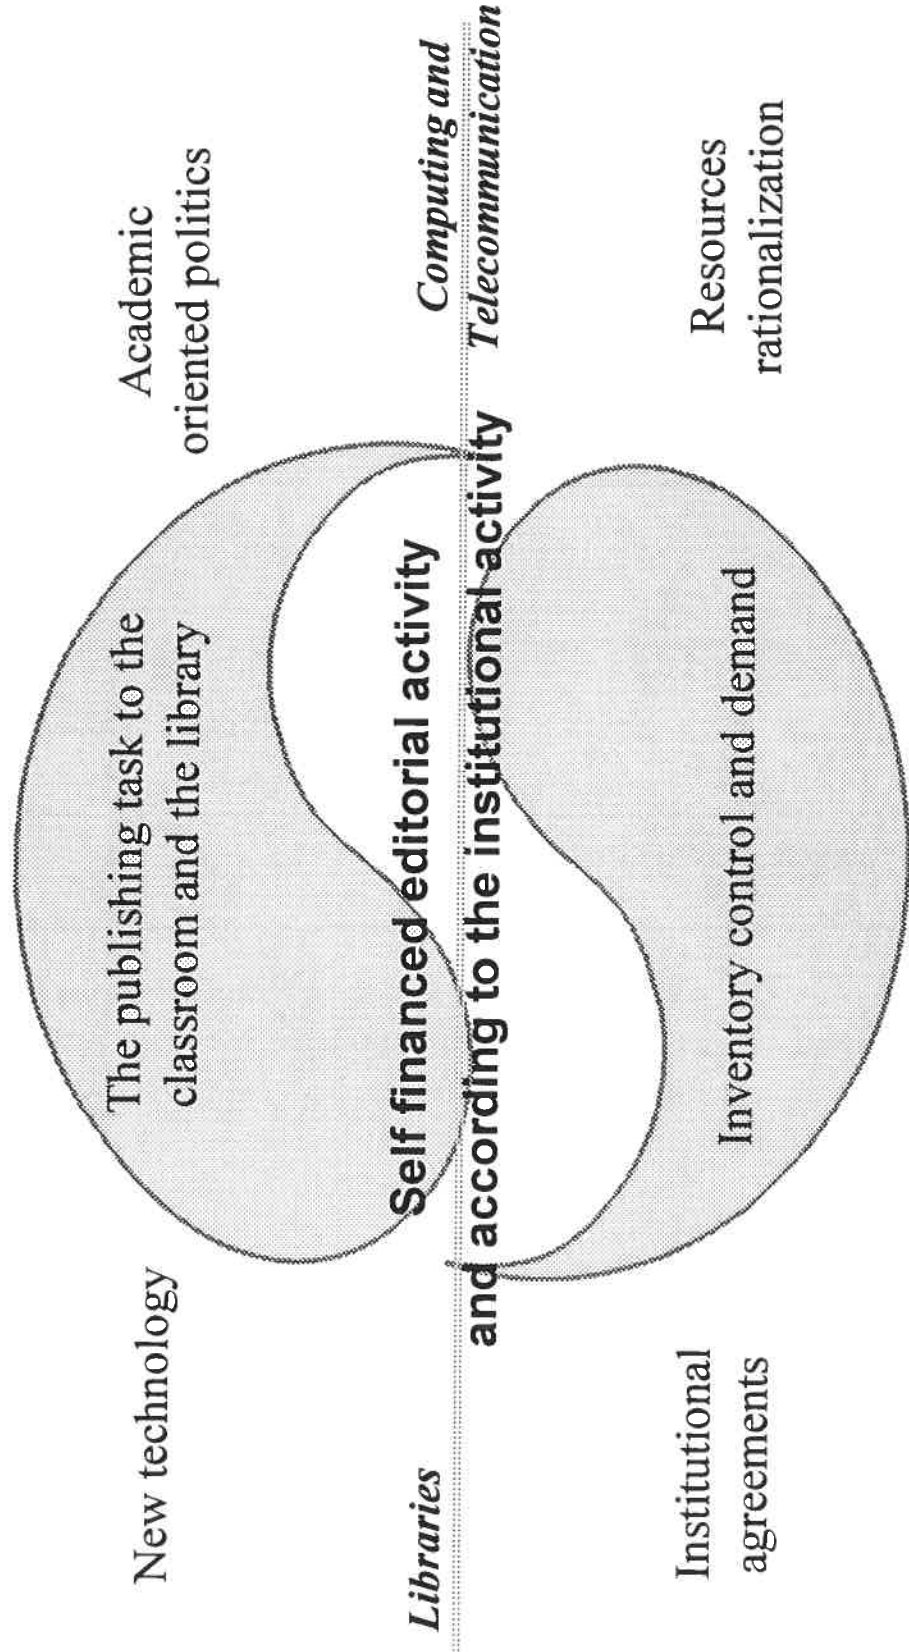 New technology
Academic
oriented politics
The publishing task to the
classroom and the library
Libraries
Self financed editorial activity
and according to the institutional activity
Computing and
Telecommunication
Inventory control and demand
Institutional
agreements
Resources
rationalization